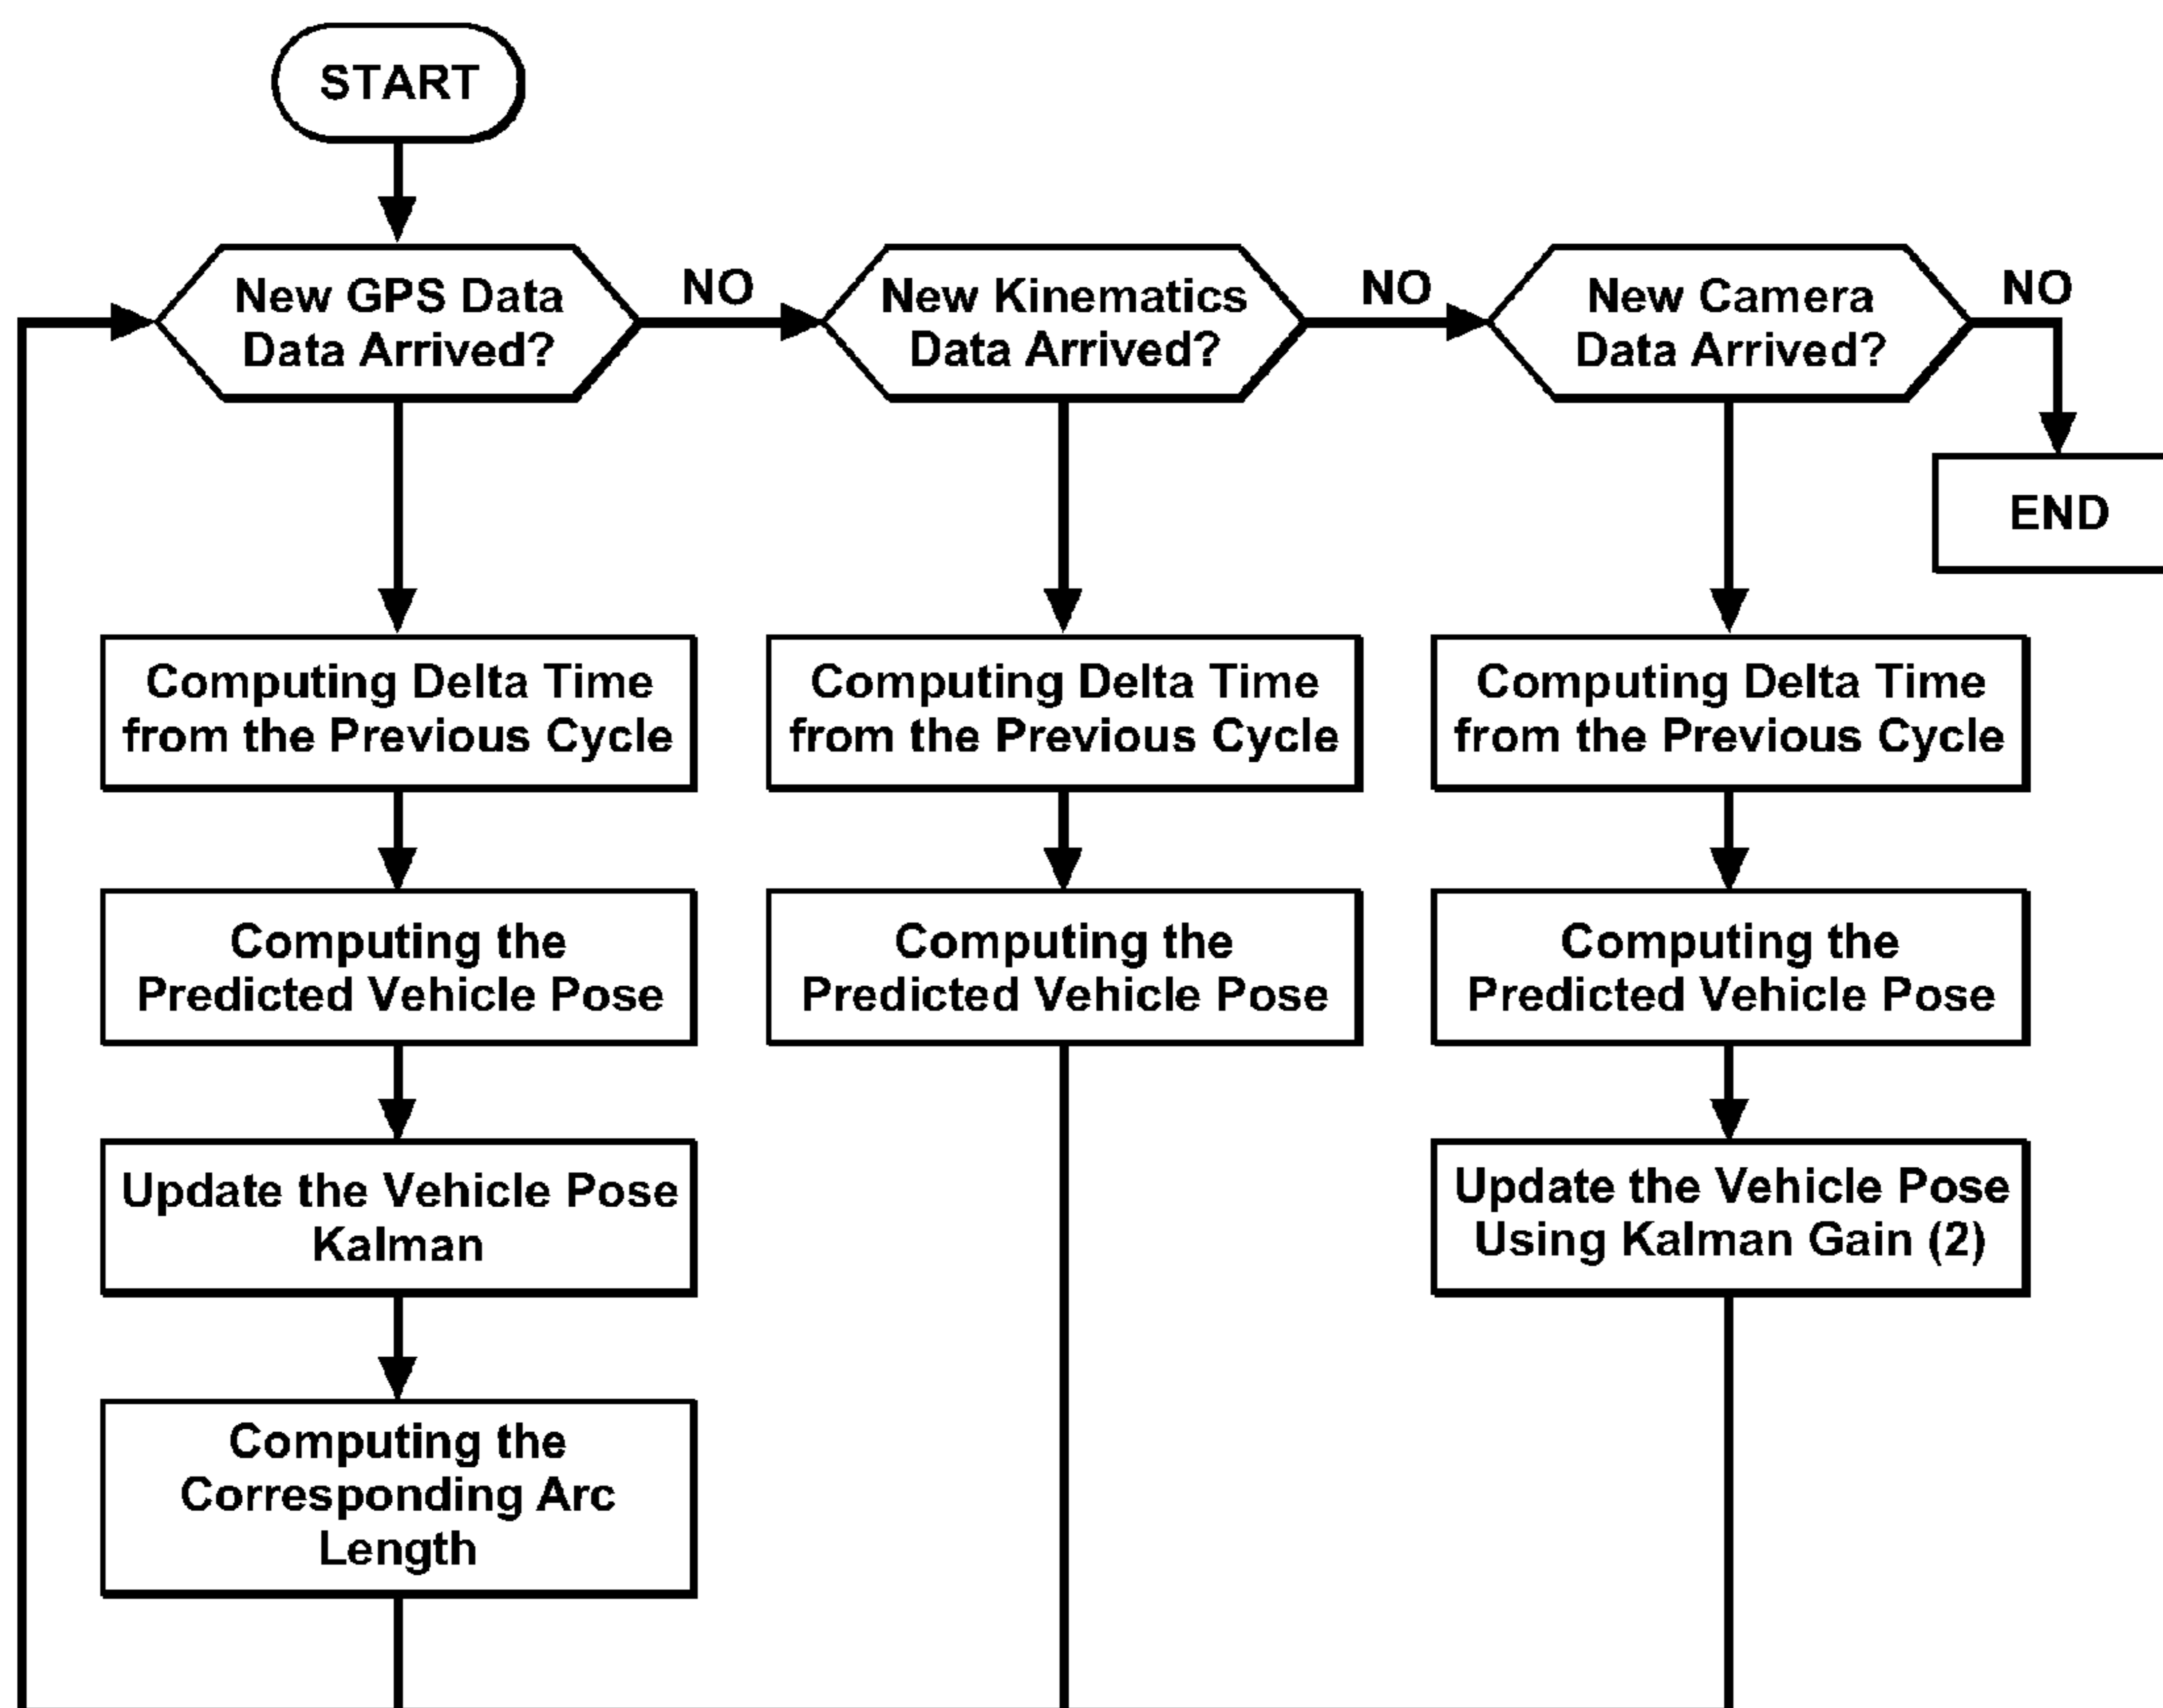 START
New GPS Data
Data Arrived?
NO
New Kinematics
Data Arrived?
NO
New Camera
Data Arrived?
NO
END
Computing Delta Time
from the Previous Cycle
Computing Delta Time
from the Previous Cycle
Computing Delta Time
from the Previous Cycle
Computing the
Predicted Vehicle Pose
Computing the
Predicted Vehicle Pose
Computing the
Predicted Vehicle Pose
Update the Vehicle Pose
Kalman
Update the Vehicle Pose
Using Kalman Gain (2)
Computing the
Corresponding Arc
Length